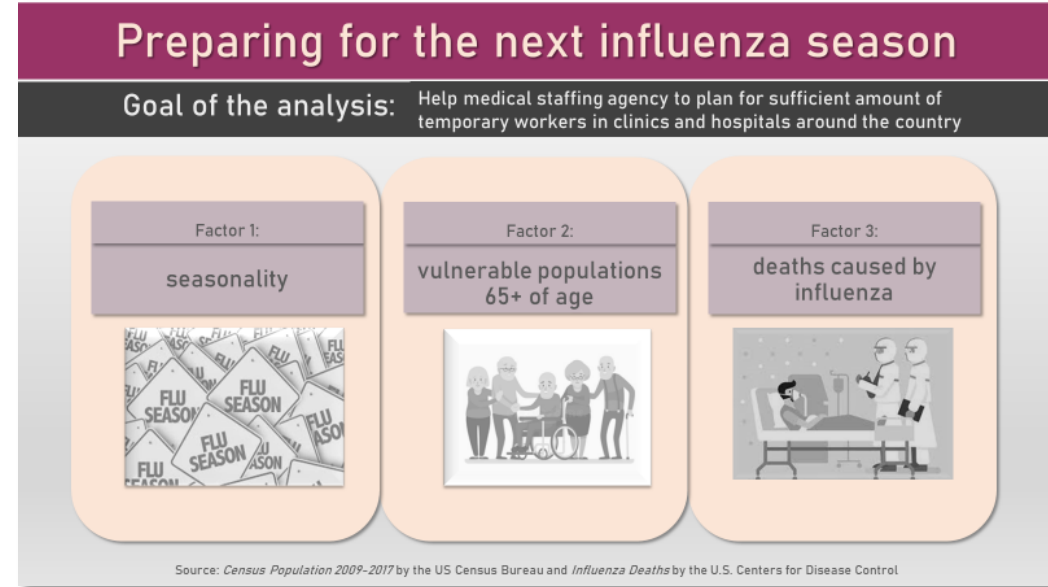 Preparing for the next influenza season
Goal of the analysis:
Help medical staffing agency to plan for sufficient amount of
temporary workers in clinics and hospitals around the country
Factor 1:
seasonality
FLU
SEASON
FLU
SEASON
FLU
SEASON
FLU
Factor 2:
vulnerable populations
65+ of age
Factor 3:
deaths caused by
influenza
Source: Census Population 2009-2017 by the US Census Bureau and Influenza Deaths by the U.S. Centers for Disease Control